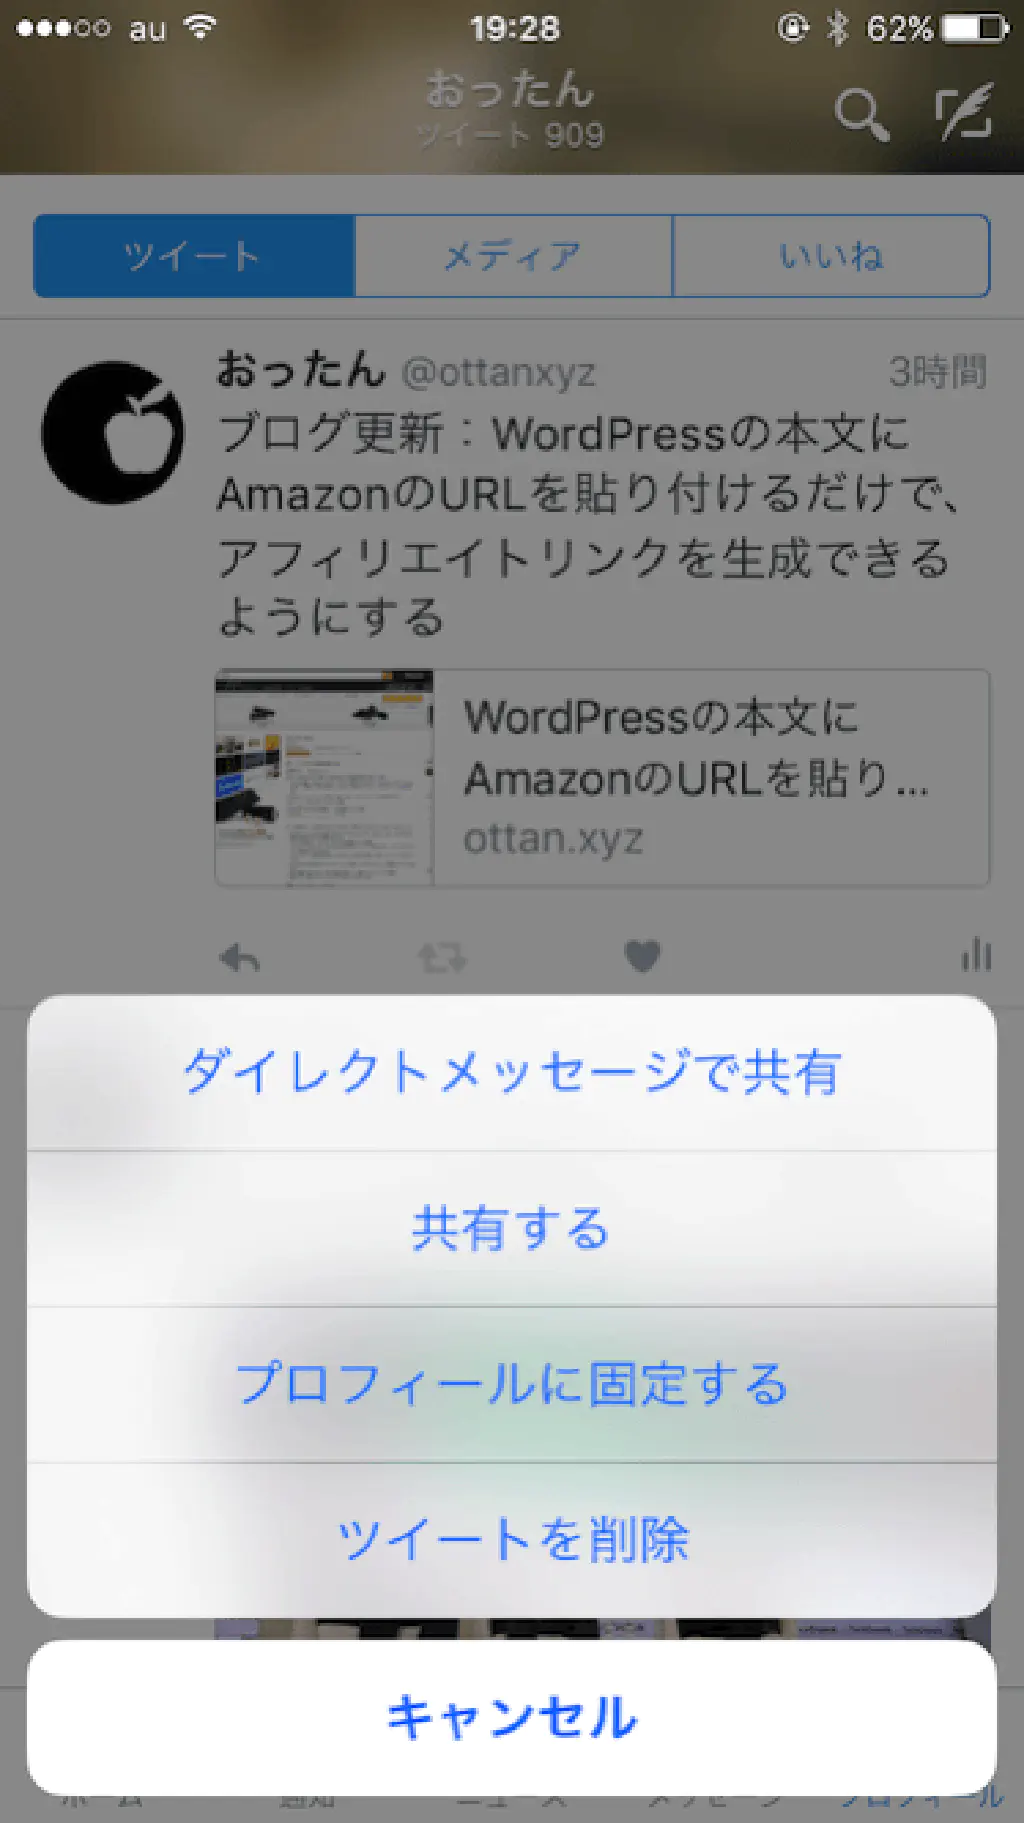 au 19:28 62%
おったん
ツイート 909
ツイート メディア いいね
おったん @ottanxyz 3時間
ブログ更新：WordPressの本文に
AmazonのURLを貼り付けるだけで、
アフィリエイトリンクを生成できる
ようにする
WordPressの本文に
AmazonのURLを貼り...
ottan.xyz
ダイレクトメッセージで共有
共有する
プロフィールに固定する
ツイートを削除
キャンセル
ホーム 通知 ニュース メッセージ プロフィール